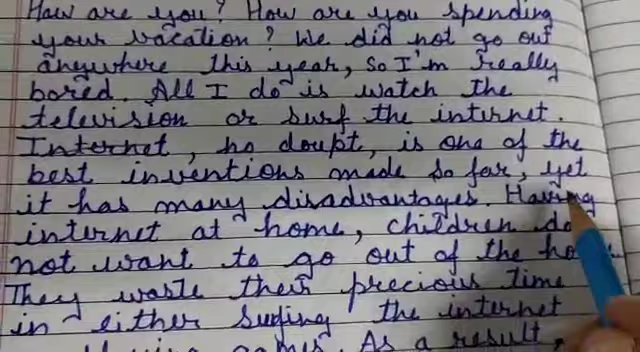 How are you? How are you spending
your vacation? We did not go out
anywhere this year, so I'm really
bored. All I do is watch the
television or surf the internet.
Internet, no doubt, is one of the
best inventions made so far, yet
it has many disadvantages. Having
internet at home, children do
not want to go out of the
They waste their precious time
in either surfing the internet
games. As a result,